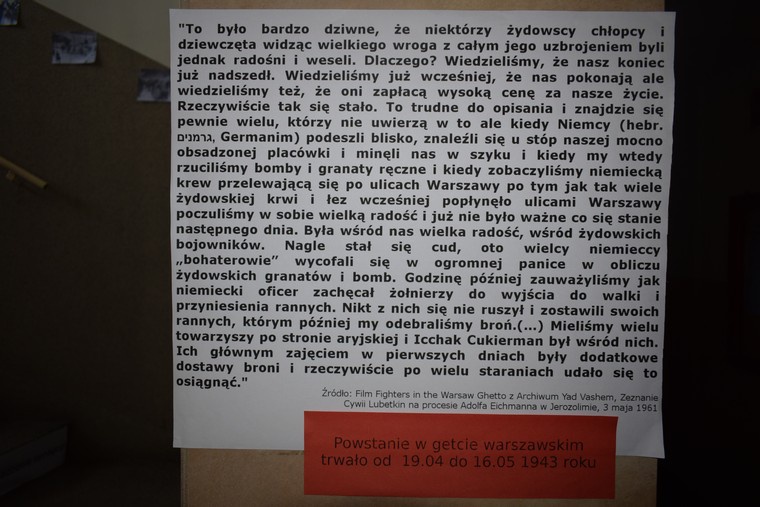 "To było bardzo dziwne, że niektórzy żydowscy chłopcy i
dziewczęta widząc wielkiego wroga z całym jego uzbrojeniem byli
jednak radośni i weseli. Dlaczego? Wiedzieliśmy, że nasz koniec
już nadszedł. Wiedzieliśmy już wcześniej, że nas pokonają ale
wiedzieliśmy też, że oni zapłacą wysoką cenę za nasze życie.
Rzeczywiście tak się stało. To trudne do opisania i znajdzie się
pewnie wielu, którzy nie uwierzą w to ale kiedy Niemcy (hebr.
גרמנים, Germanim) podeszli blisko, znaleźli się u stóp naszej mocno
obsadzonej placówki i minęli nas w szyku i kiedy my wtedy
rzuciliśmy bomby i granaty ręczne i kiedy zobaczyliśmy niemiecką
krew przelewającą się po ulicach Warszawy po tym jak tak wiele
żydowskiej krwi i łez wcześniej popłynęło ulicami Warszawy
poczuliśmy w sobie wielką radość i już nie było ważne co się stanie
następnego dnia. Była wśród nas wielka radość, wśród żydowskich
bojowników. Nagle stał się cud, oto wielcy niemieccy
„bohaterowie” wycofali się w ogromnej panice w obliczu
żydowskich granatów i bomb. Godzinę później zauważyliśmy jak
niemiecki oficer zachęcał żołnierzy do wyjścia do walki i
przyniesienia rannych. Nikt z nich się nie ruszył i zostawili swoich
rannych, którym później my odebraliśmy broń.(...) Mieliśmy wielu
towarzyszy po stronie aryjskiej i Icchak Cukierman był wśród nich.
Ich głównym zajęciem w pierwszych dniach były dodatkowe
dostawy broni i rzeczywiście po wielu staraniach udało się to
osiągnąć."
Źródło: Film Fighters in the Warsaw Ghetto z Archiwum Yad Vashem, Zeznanie
Cywii Lubetkin na procesie Adolfa Eichmanna w Jerozolimie, 3 maja 1961
Powstanie w getcie warszawskim
trwało od 19.04 do 16.05 1943 roku